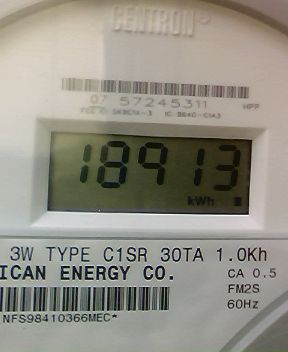 CENTRON
07 57245311 HPP
18913
kWh
3W TYPE C1SR 30TA 1.0Kh
ICAN ENERGY CO. CA 0.5
FM2S
60Hz
NFS98410366MEC*